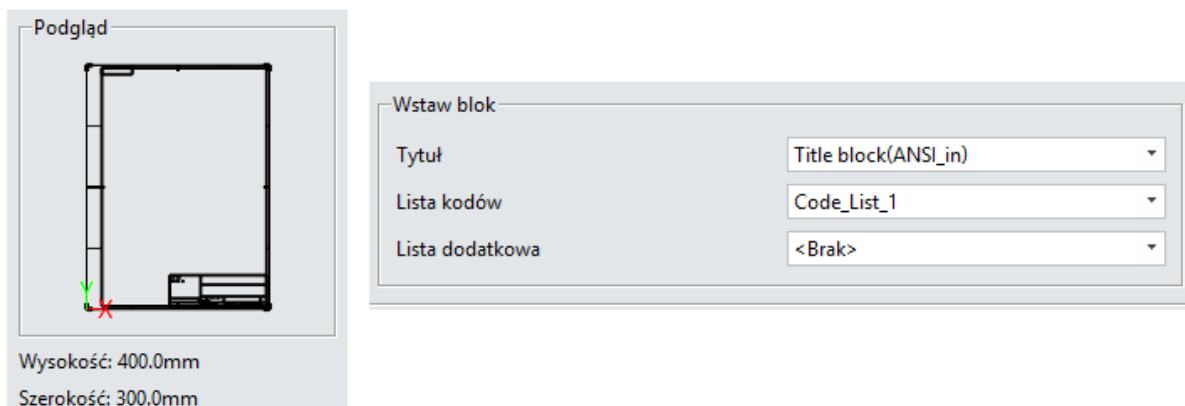 Podgląd
Y
X
Wysokość: 400.0mm
Szerokość: 300.0mm
Wstaw blok
Tytuł Title block(ANSI_in)
Lista kodów Code_List_1
Lista dodatkowa <Brak>